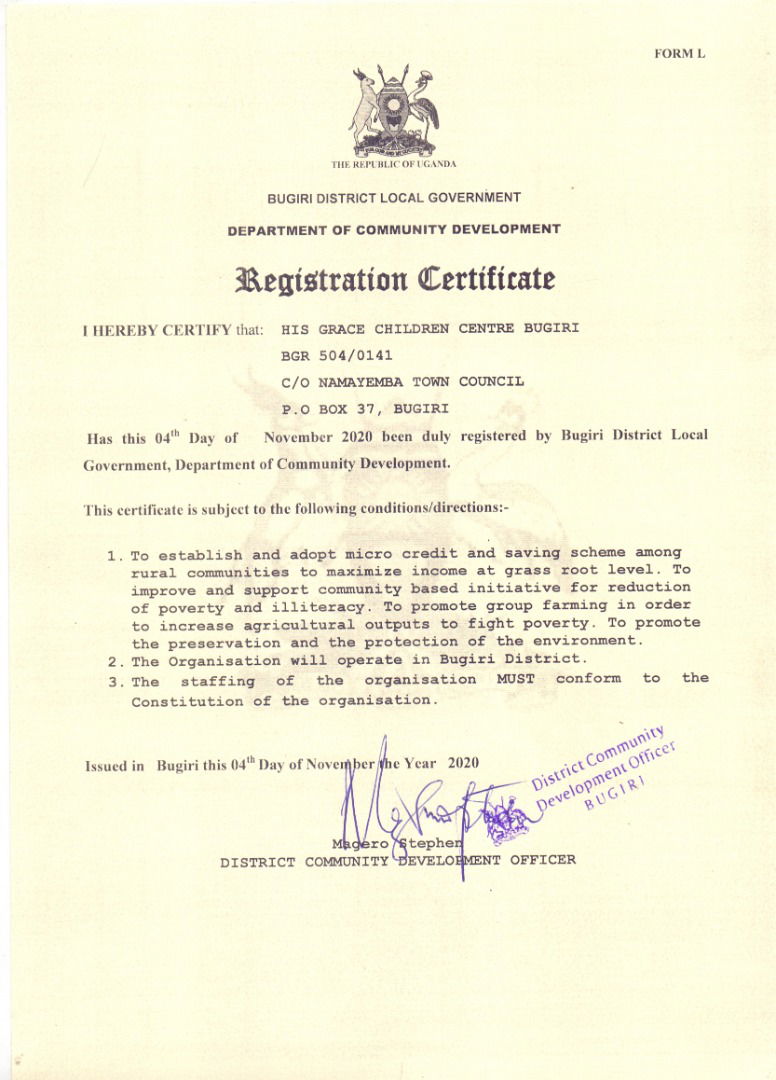 FORM L
THE REPUBLIC OF UGANDA
BUGIRI DISTRICT LOCAL GOVERNMENT
DEPARTMENT OF COMMUNITY DEVELOPMENT
Registration Certificate
I HEREBY CERTIFY that: HIS GRACE CHILDREN CENTRE BUGIRI
BGR 504/0141
C/O NAMAYEMBA TOWN COUNCIL
P.O BOX 37, BUGIRI
Has this 04th Day of November 2020 been duly registered by Bugiri District Local
Government, Department of Community Development.
This certificate is subject to the following conditions/directions:-
1. To establish and adopt micro credit and saving scheme among
rural communities to maximize income at grass root level. To
improve and support community based initiative for reduction
of poverty and illiteracy. To promote group farming in order
to increase agricultural outputs to fight poverty. To promote
the preservation and the protection of the environment.
2. The Organisation will operate in Bugiri District.
3. The staffing of the organisation MUST conform to the
Constitution of the organisation.
Issued in Bugiri this 04th Day of November the Year 2020
District Community
Development Officer
BUGIRI
Magero Stephen
DISTRICT COMMUNITY DEVELOPMENT OFFICER